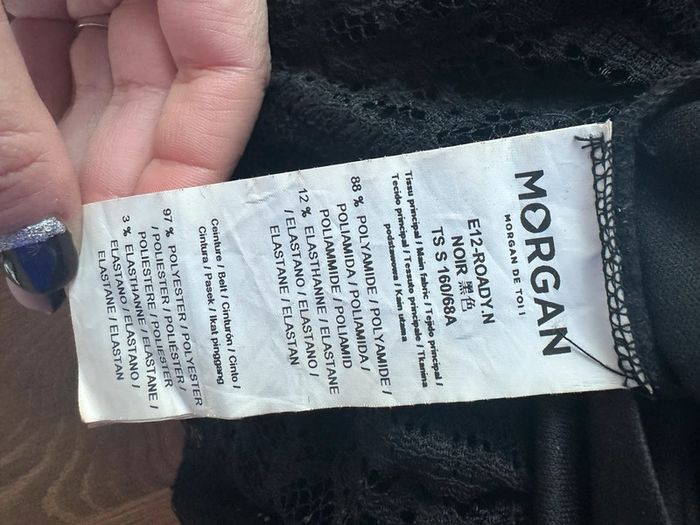 MORGAN
MORGAN DE TOI !
E12-ROADY.N
NOIR 黑色
TS S 160/68A
Tissu principal / Main fabric / Tejido principal /
Tecido principal / Tessuto principale / Tkanina
podstawowa / Kain utama
88 % POLYAMIDE / POLYAMIDE /
POLIAMIDA / POLIAMIDA /
POLIAMMIDE / POLIAMID
12 % ELASTHANNE / ELASTANE
/ ELASTANO / ELASTANO /
ELASTANE / ELASTAN
Ceinture / Belt / Cinturón / Cinto /
Cintura / Pasek / Ikat pinggang
97 % POLYESTER / POLYESTER
/ POLIÉSTER / POLIÉSTER /
POLIESTERE / POLIESTER
3 % ELASTHANNE / ELASTANE /
ELASTANO / ELASTANO /
ELASTANE / ELASTAN